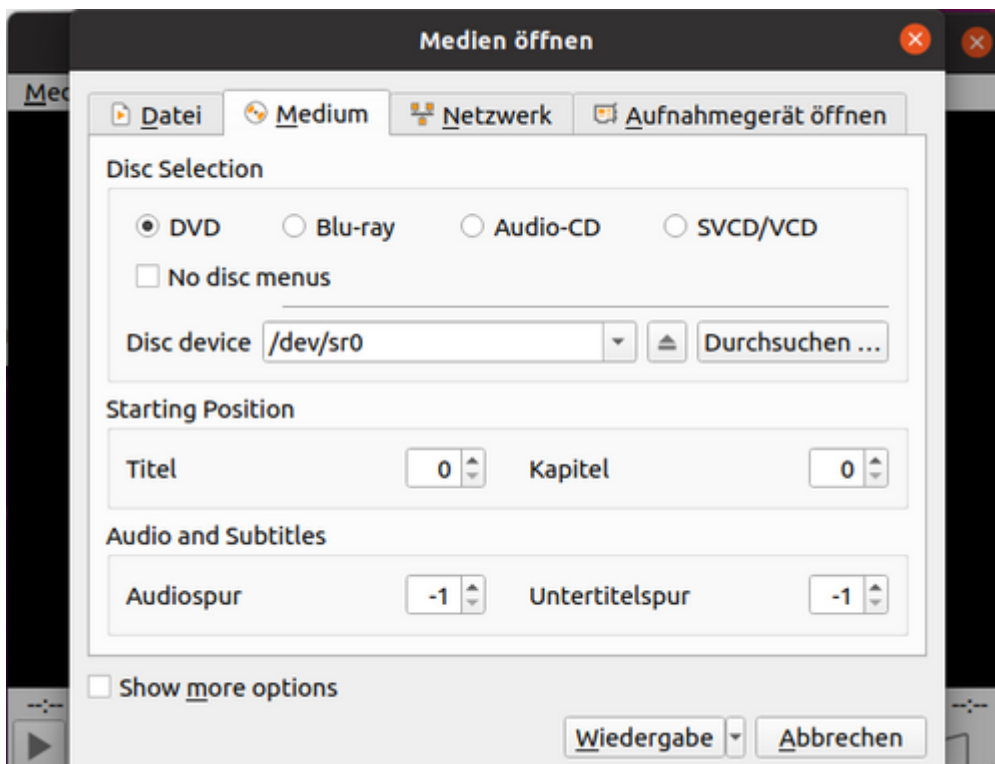 Medien öffnen
Med
Datei Medium Netzwerk Aufnahmegerät öffnen
Disc Selection
DVD Blu-ray Audio-CD SVCD/VCD
No disc menus
Disc device /dev/sr0 Durchsuchen ...
Starting Position
Titel 0 Kapitel 0
Audio and Subtitles
Audiospur -1 Untertitelspur -1
Show more options
--:-- --:--
Wiedergabe Abbrechen